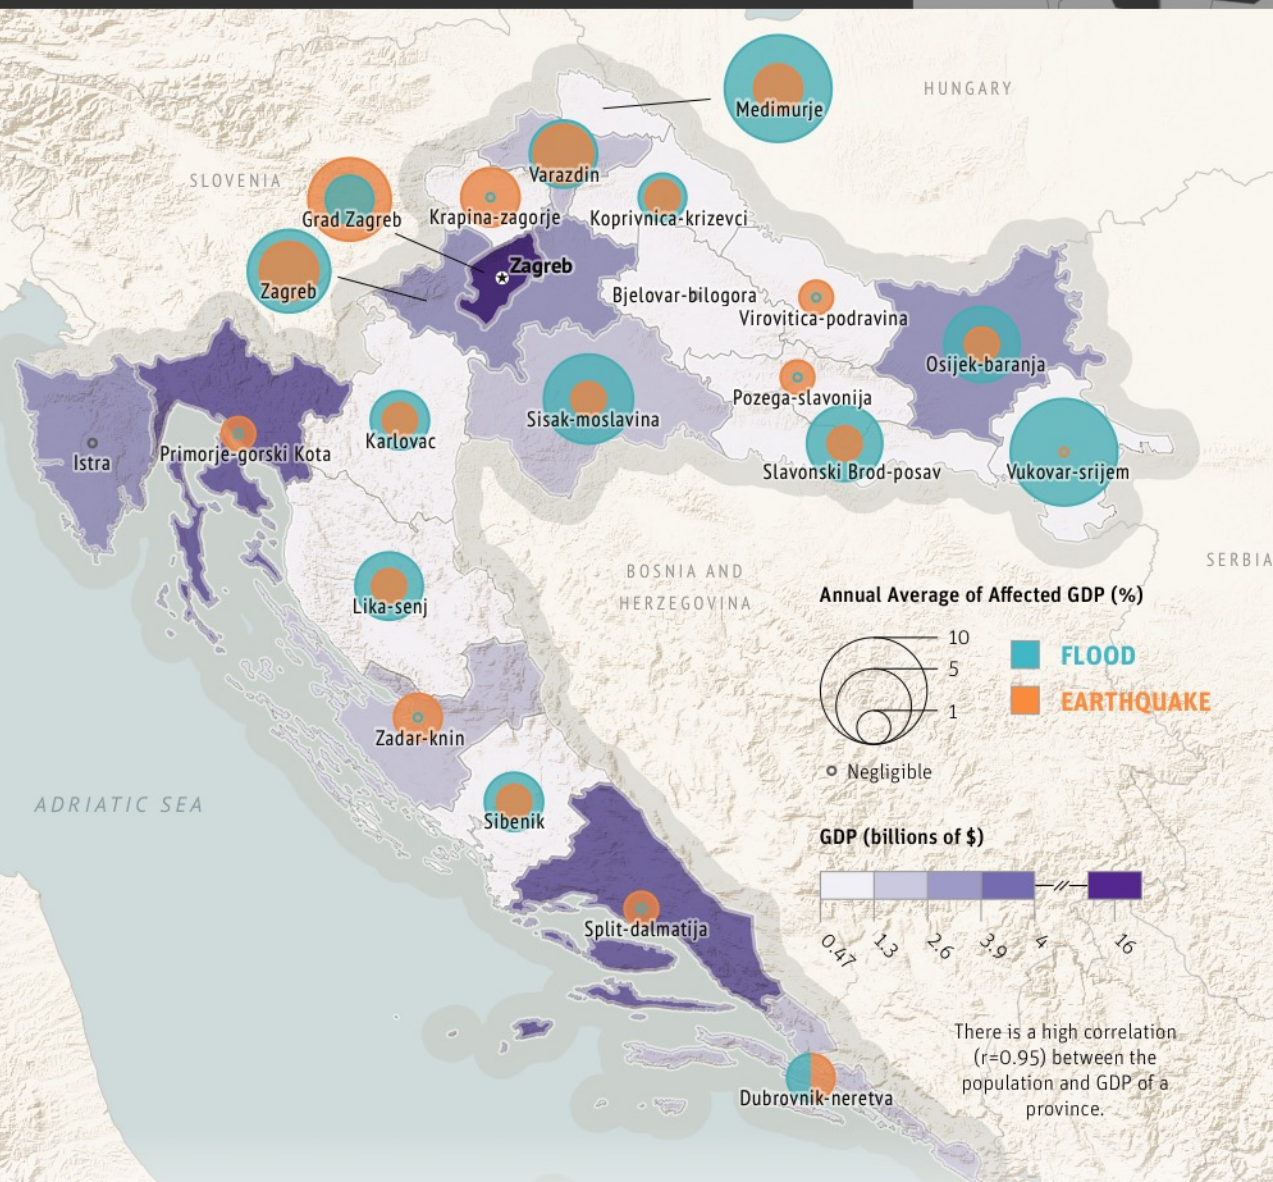 HUNGARY
Medimurje
SLOVENIA
Varazdin
Grad Zagreb
Krapina-zagorje
Koprivnica-krizevci
Zagreb
Zagreb
Bjelovar-bilogora
Virovitica-podravina
Osijek-baranja
Pozega-slavonija
Istra
Primorje-gorski Kota
Karlovac
Sisak-moslavina
Slavonski Brod-posav
Vukovar-srijem
SERBIA
BOSNIA AND
HERZEGOVINA
Lika-senj
Zadar-knin
ADRIATIC SEA
Sibenik
Split-dalmatija
Dubrovnik-neretva
Annual Average of Affected GDP (%)
10
5
1
FLOOD
EARTHQUAKE
Negligible
GDP (billions of $)
0.47
1.3
2.6
3.9
4
16
There is a high correlation
(r=0.95) between the
population and GDP of a
province.